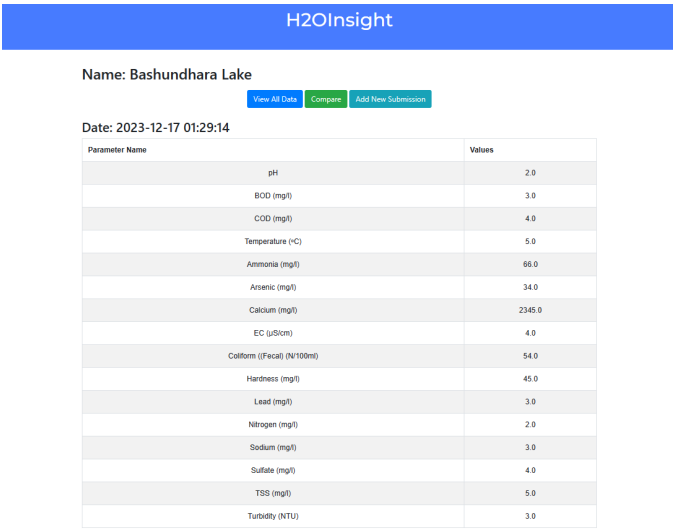 H2OInsight
Name: Bashundhara Lake
View All Data Compare Add New Submission
Date: 2023-12-17 01:29:14
Parameter Name Values
pH 2.0
BOD (mg/l) 3.0
COD (mg/l) 4.0
Temperature (ºC) 5.0
Ammonia (mg/l) 66.0
Arsenic (mg/l) 34.0
Calcium (mg/l) 2345.0
EC (µS/cm) 4.0
Coliform ((Fecal) (N/100ml) 54.0
Hardness (mg/l) 45.0
Lead (mg/l) 3.0
Nitrogen (mg/l) 2.0
Sodium (mg/l) 3.0
Sulfate (mg/l) 4.0
TSS (mg/l) 5.0
Turbidity (NTU) 3.0